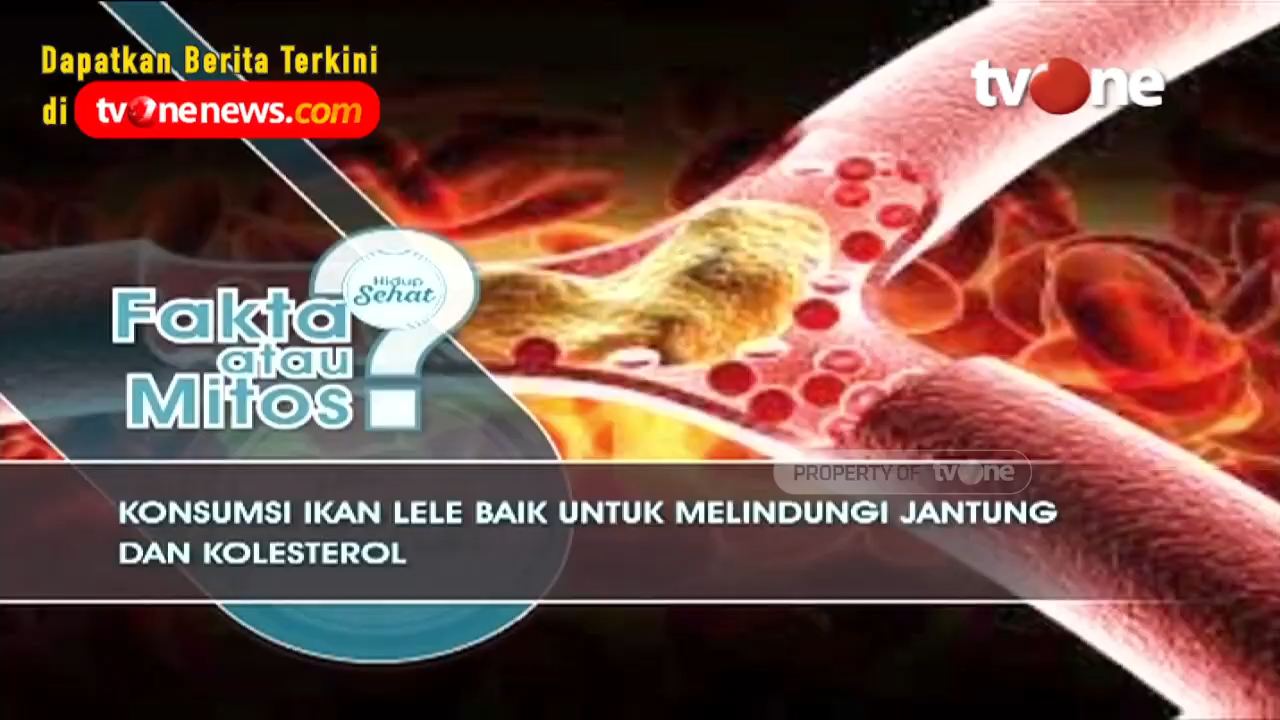 Dapatkan Berita Terkini
di tvOnenews.com
tvOne
Hidup
Sehat
Fakta
atau
Mitos?
PROPERTY OF tvOne
KONSUMSI IKAN LELE BAIK UNTUK MELINDUNGI JANTUNG
DAN KOLESTEROL